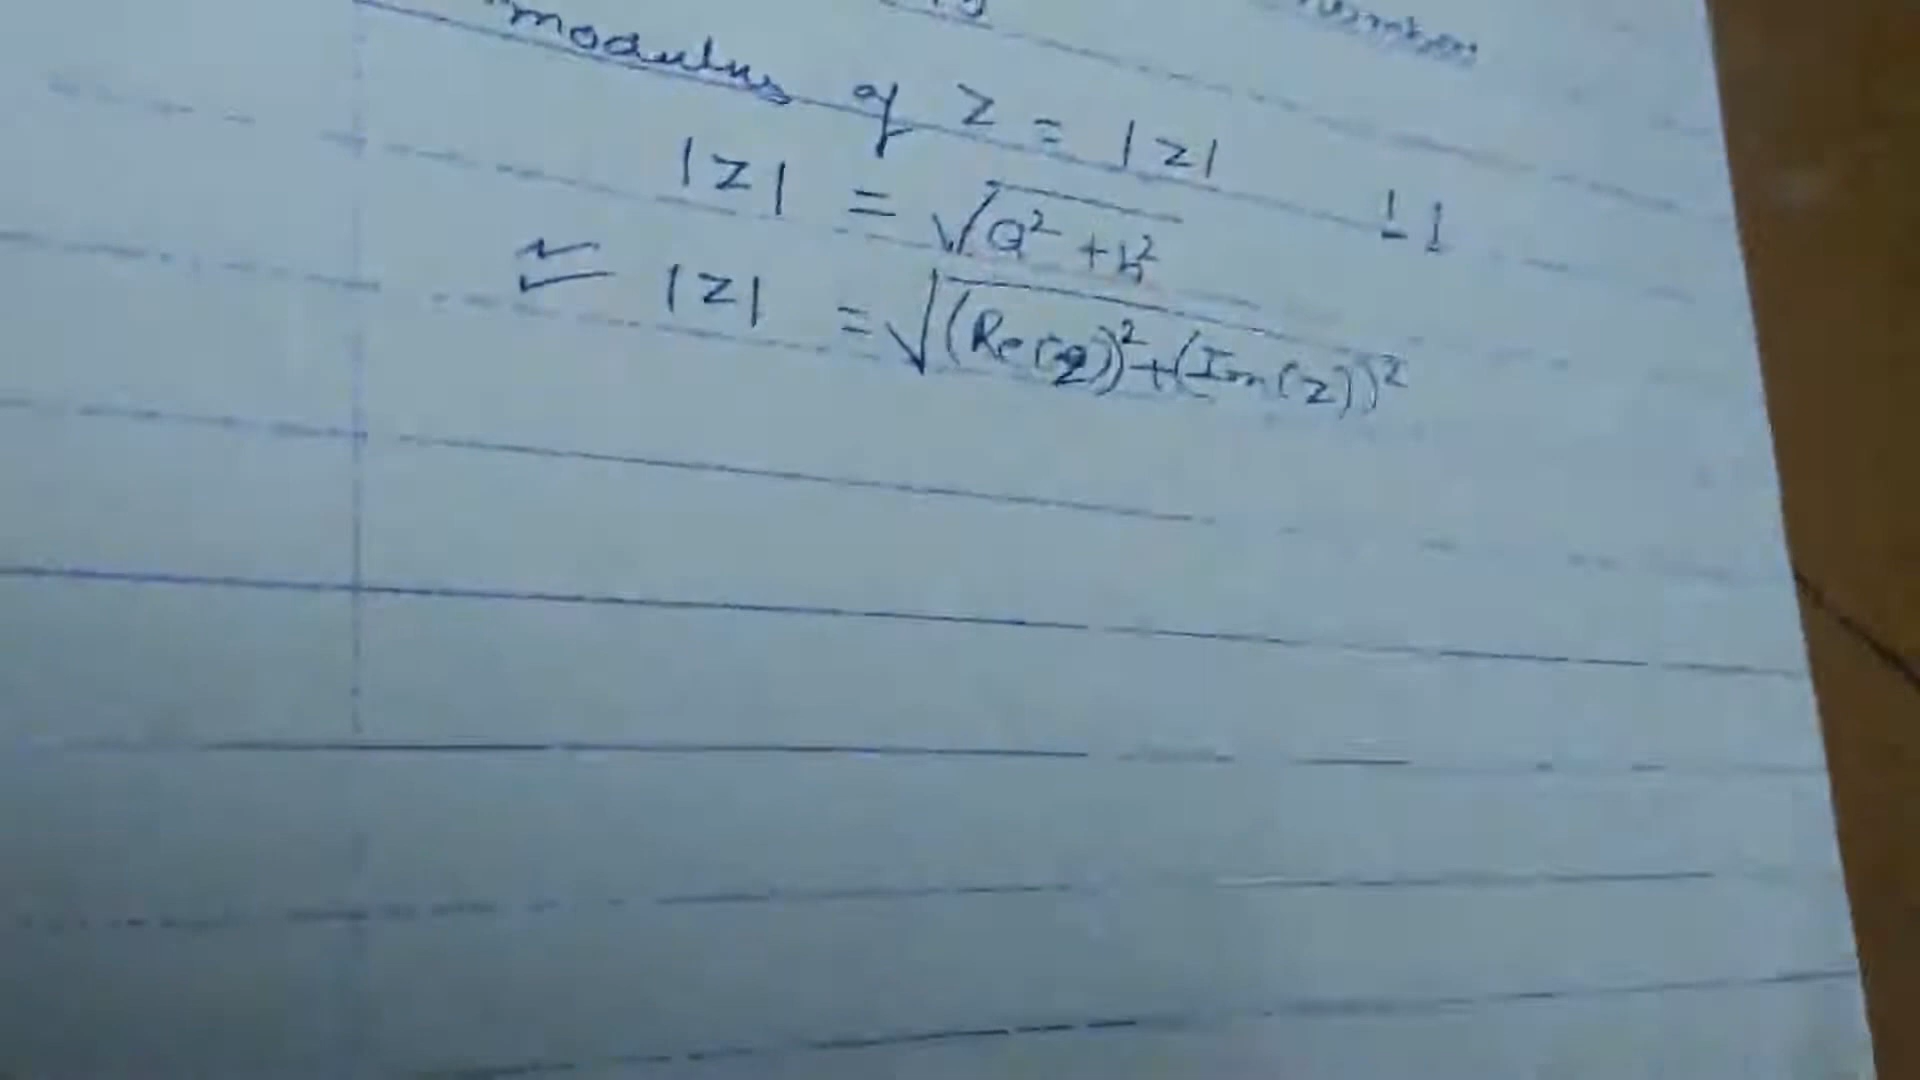 modulus of z = |z|
|z| = √a² + b²
|z| = √(Re(z))² + (Im(z))²